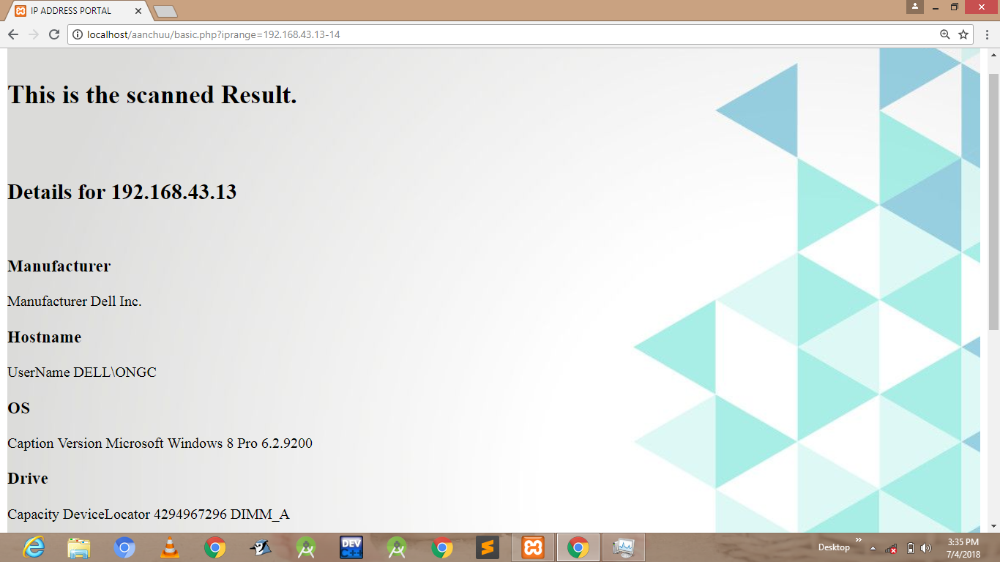 IP ADDRESS PORTAL
localhost/aanchuu/basic.php?iprange=192.168.43.13-14
This is the scanned Result.
Details for 192.168.43.13
Manufacturer
Manufacturer Dell Inc.
Hostname
UserName DELL\ONGC
OS
Caption Version Microsoft Windows 8 Pro 6.2.9200
Drive
Capacity DeviceLocator 4294967296 DIMM_A
DEV
C++
Desktop
3:35 PM
7/4/2018